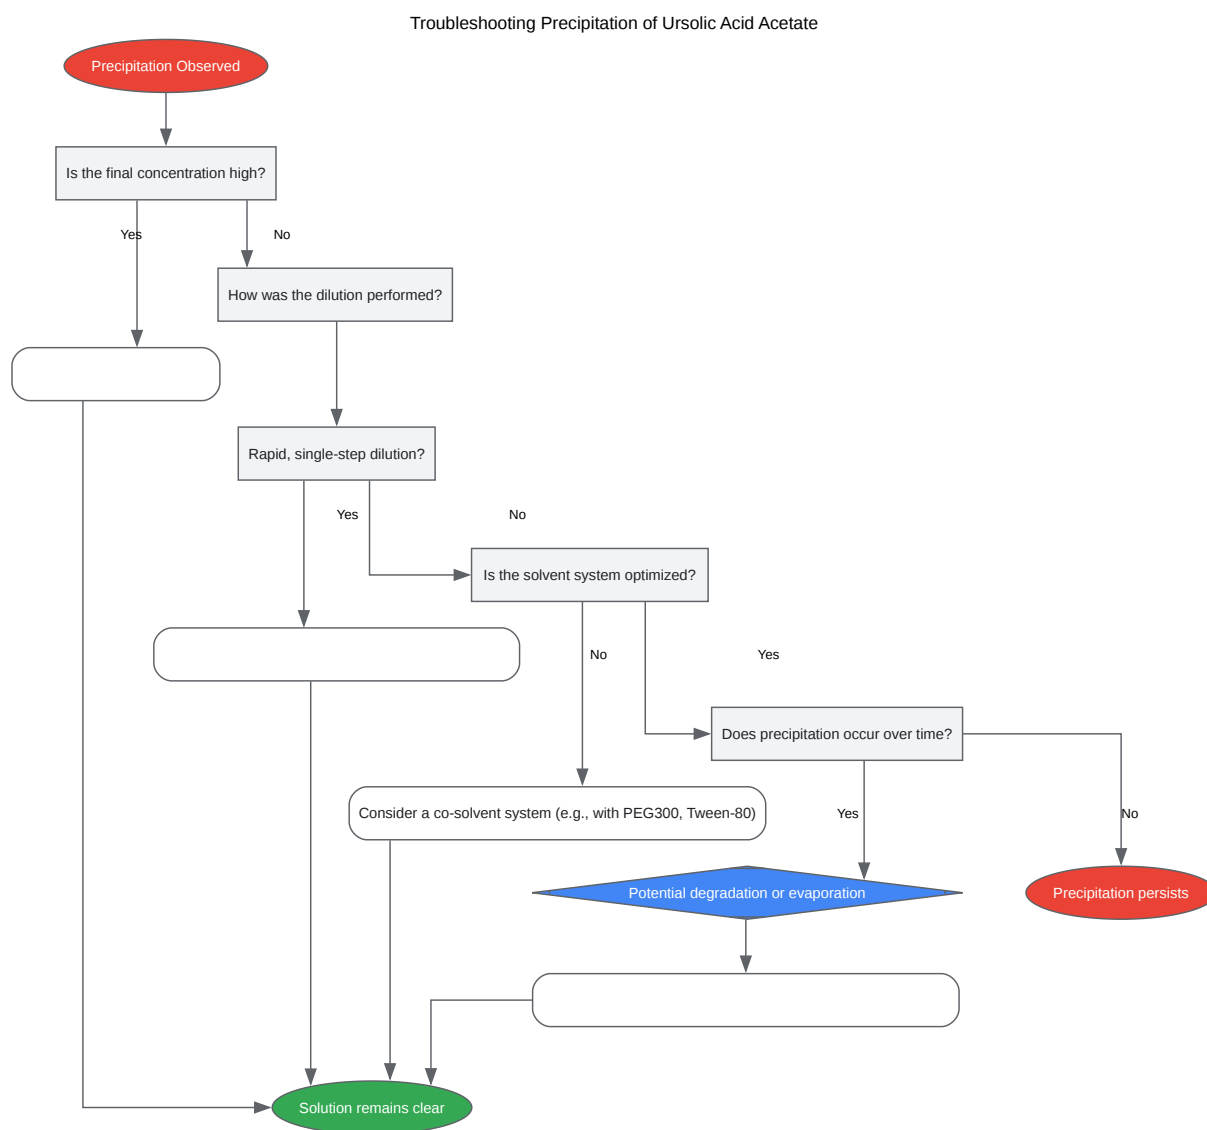 Troubleshooting Precipitation of Ursolic Acid Acetate
Precipitation Observed
Is the final concentration high?
Yes
No
How was the dilution performed?
Rapid, single-step dilution?
Yes
No
Is the solvent system optimized?
No
Yes
Does precipitation occur over time?
Consider a co-solvent system (e.g., with PEG300, Tween-80)
Yes
No
Potential degradation or evaporation
Precipitation persists
Solution remains clear